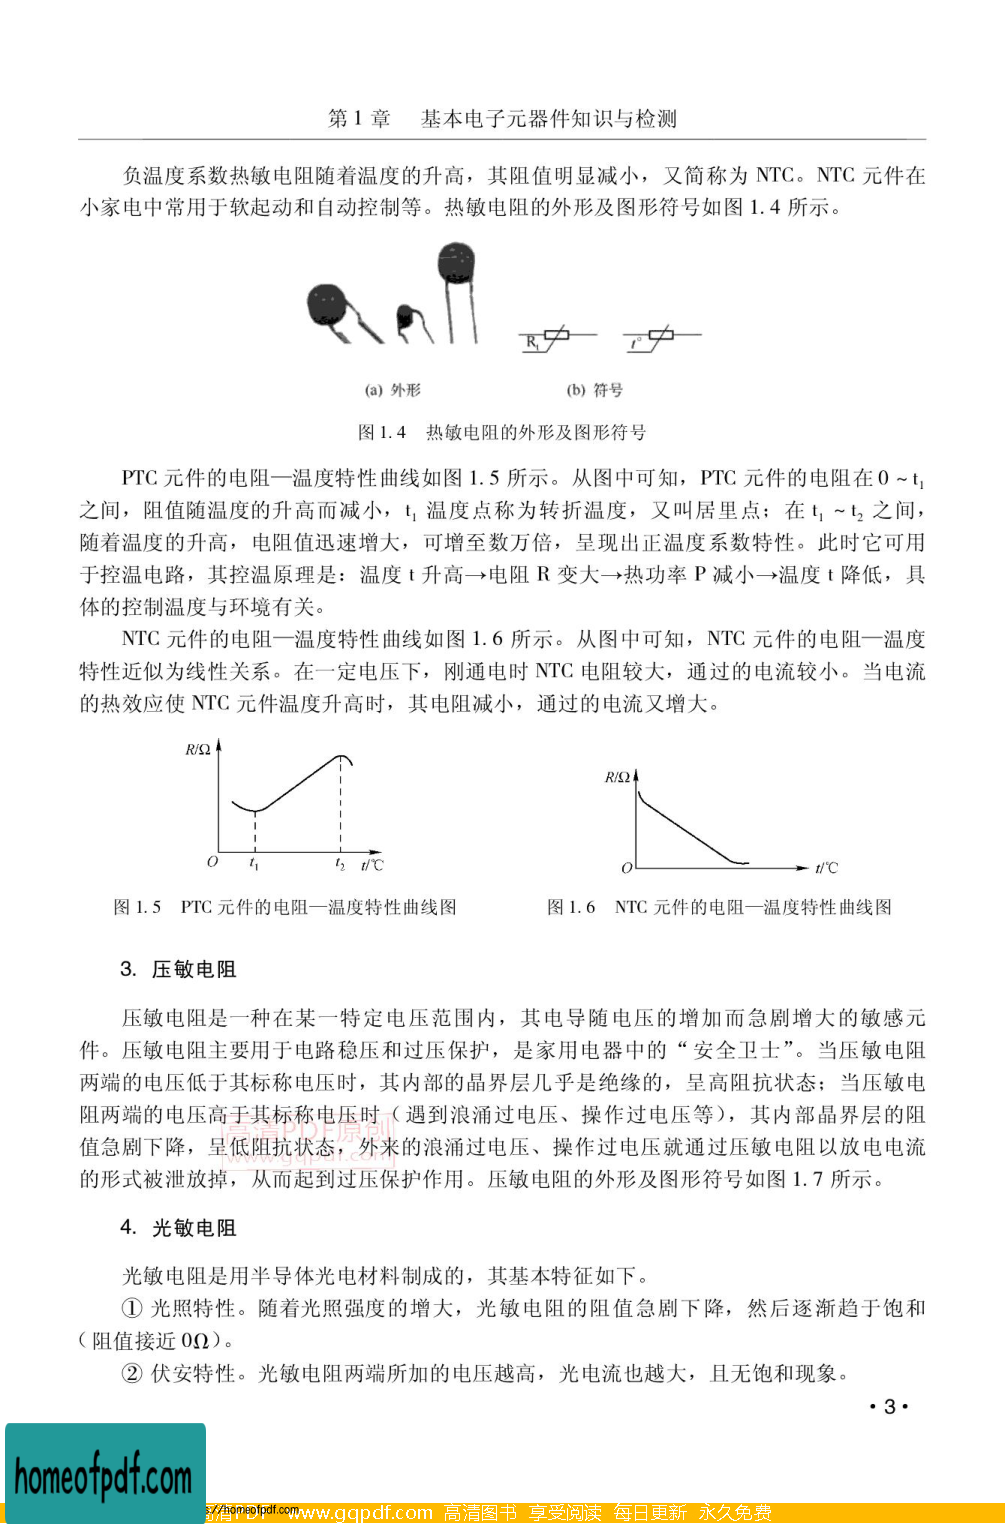 第 1 章 基本电子元器件知识与检测
负温度系数热敏电阻随着温度的升高，其阻值明显减小，又简称为 NTC。NTC 元件在
小家电中常用于软起动和自动控制等。热敏电阻的外形及图形符号如图 1.4 所示。
R₁ t°
(a) 外形 (b) 符号
图 1.4 热敏电阻的外形及图形符号
PTC 元件的电阻—温度特性曲线如图 1.5 所示。从图中可知，PTC 元件的电阻在 0 ~ t₁
之间，阻值随温度的升高而减小，t₁ 温度点称为转折温度，又叫居里点；在 t₁ ~ t₂ 之间，
随着温度的升高，电阻值迅速增大，可增至数万倍，呈现出正温度系数特性。此时它可用
于控温电路，其控温原理是：温度 t 升高→电阻 R 变大→热功率 P 减小→温度 t 降低，具
体的控制温度与环境有关。
NTC 元件的电阻—温度特性曲线如图 1.6 所示。从图中可知，NTC 元件的电阻—温度
特性近似为线性关系。在一定电压下，刚通电时 NTC 电阻较大，通过的电流较小。当电流
的热效应使 NTC 元件温度升高时，其电阻减小，通过的电流又增大。
R/Ω
O t₁ t₂ t/℃
R/Ω
O t/℃
图 1.5 PTC 元件的电阻—温度特性曲线图
图 1.6 NTC 元件的电阻—温度特性曲线图
3. 压敏电阻
压敏电阻是一种在某一特定电压范围内，其电导随电压的增加而急剧增大的敏感元
件。压敏电阻主要用于电路稳压和过压保护，是家用电器中的“安全卫士”。当压敏电阻
两端的电压低于其标称电压时，其内部的晶界层几乎是绝缘的，呈高阻抗状态；当压敏电
阻两端的电压高于其标称电压时（遇到浪涌过电压、操作过电压等），其内部晶界层的阻
值急剧下降，呈低阻抗状态，外来的浪涌过电压、操作过电压就通过压敏电阻以放电电流
的形式被泄放掉，从而起到过压保护作用。压敏电阻的外形及图形符号如图 1.7 所示。
高清PDF原创
www.gqpdf.com
4. 光敏电阻
光敏电阻是用半导体光电材料制成的，其基本特征如下。
① 光照特性。随着光照强度的增大，光敏电阻的阻值急剧下降，然后逐渐趋于饱和
（阻值接近 0Ω）。
② 伏安特性。光敏电阻两端所加的电压越高，光电流也越大，且无饱和现象。
· 3 ·
homeofpdf.com
://homeofpdf.com www.gqpdf.com 高清图书 享受阅读 每日更新 永久免费